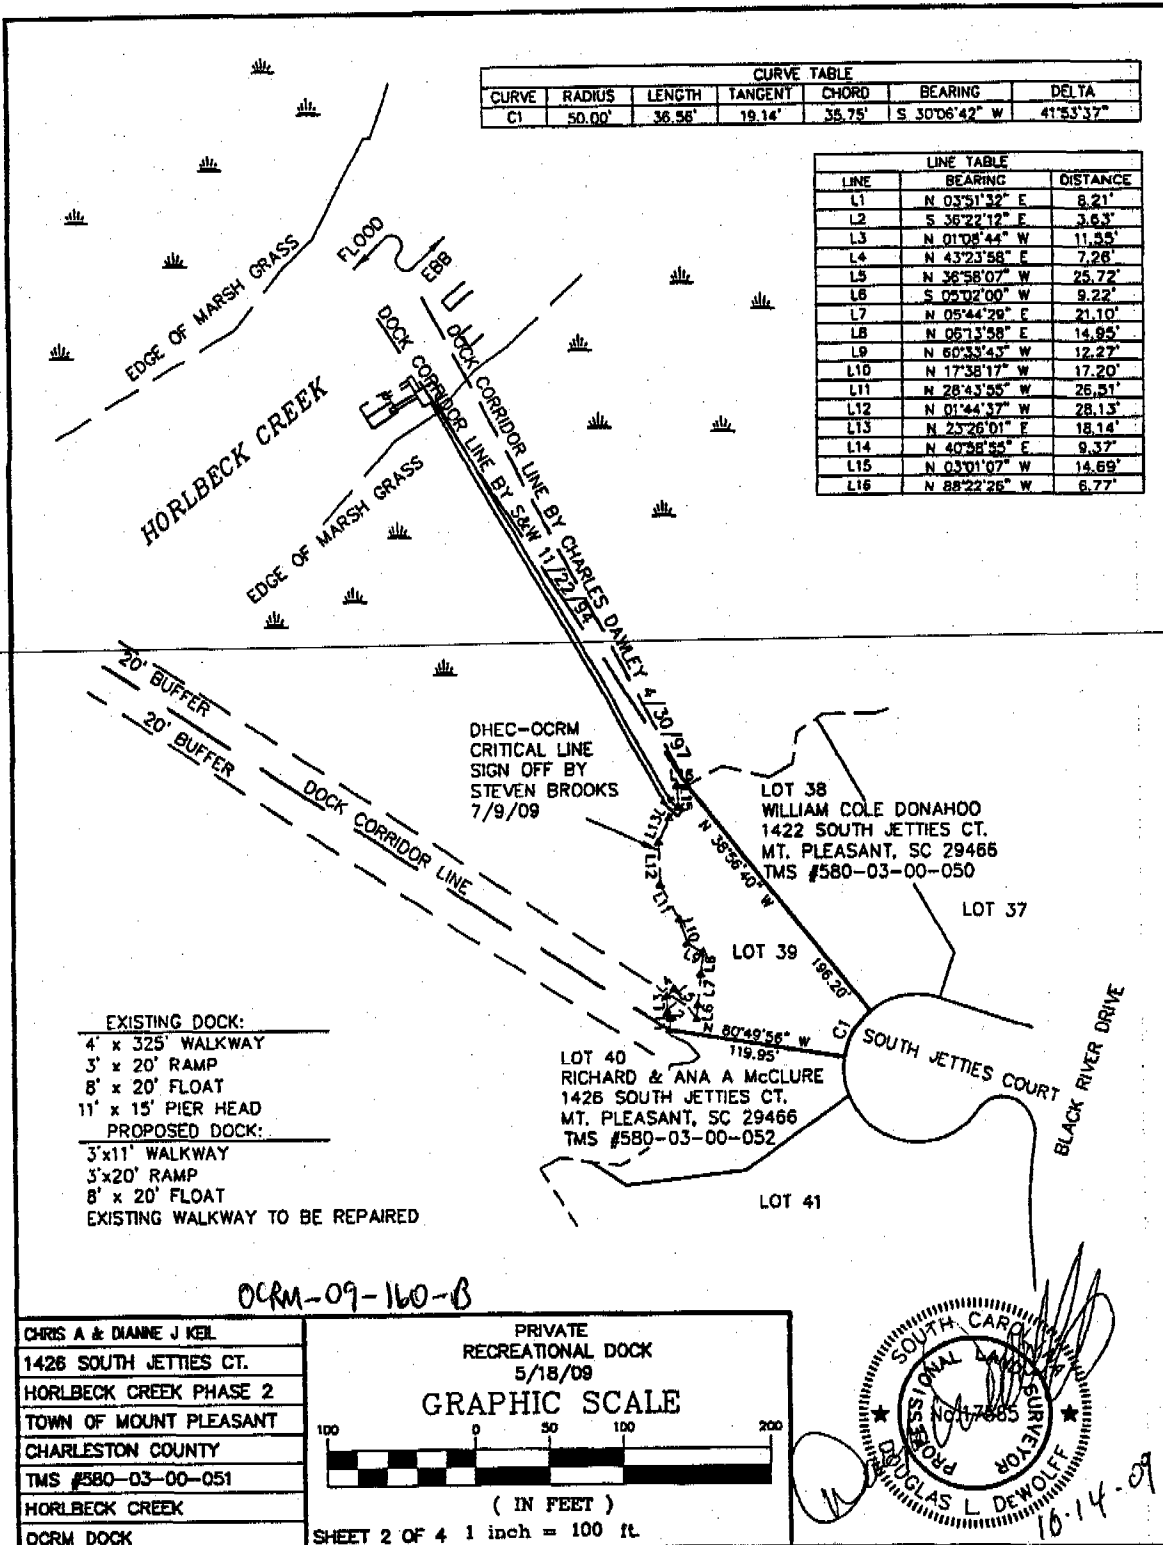 CURVE TABLE
CURVE RADIUS LENGTH TANGENT CHORD BEARING DELTA
C1 50.00' 36.56' 19.14' 35.75' S 30°06'42" W 41°53'37"
LINE TABLE
LINE BEARING DISTANCE
L1 N 03°51'32" E 8.21'
L2 S 36°22'12" E 3.63'
L3 N 01°08'44" W 11.55'
L4 N 43°23'58" E 7.26'
L5 N 36°58'07" W 25.72'
L6 S 05°02'00" W 9.22'
L7 N 05°44'29" E 21.10'
L8 N 06°13'58" E 14.95'
L9 N 60°33'43" W 12.27'
L10 N 17°38'17" W 17.20'
L11 N 28°43'55" W 26.51'
L12 N 01°44'37" W 28.13'
L13 N 23°26'01" E 18.14'
L14 N 40°58'55" E 9.37'
L15 N 03°01'07" W 14.69'
L16 N 88°22'26" W 6.77'
FLOOD
EBB
EDGE OF MARSH GRASS
HORLBECK CREEK
EDGE OF MARSH GRASS
DOCK CORRIDOR LINE BY S&W 11/22/94
DOCK CORRIDOR LINE BY CHARLES DAWLEY 4/30/97
20' BUFFER
20' BUFFER
DOCK CORRIDOR LINE
DHEC-OCRM
CRITICAL LINE
SIGN OFF BY
STEVEN BROOKS
7/9/09
LOT 38
WILLIAM COLE DONAHOO
1422 SOUTH JETTIES CT.
MT. PLEASANT, SC 29466
TMS #580-03-00-050
LOT 37
L15
L13
L12
L11
L10
L9
L8
L7
L6
N 38°56'40" W
196.20'
LOT 39
N 80°49'56" W
119.95'
C1
SOUTH JETTIES COURT
BLACK RIVER DRIVE
LOT 40
RICHARD & ANA A McCLURE
1426 SOUTH JETTIES CT.
MT. PLEASANT, SC 29466
TMS #580-03-00-052
LOT 41
EXISTING DOCK:
4' x 325' WALKWAY
3' x 20' RAMP
8' x 20' FLOAT
11' x 15' PIER HEAD
PROPOSED DOCK:
3'x11' WALKWAY
3'x20' RAMP
8' x 20' FLOAT
EXISTING WALKWAY TO BE REPAIRED
OCRM-09-160-B
CHRIS A & DIANNE J KEIL
1426 SOUTH JETTIES CT.
HORLBECK CREEK PHASE 2
TOWN OF MOUNT PLEASANT
CHARLESTON COUNTY
TMS #580-03-00-051
HORLBECK CREEK
OCRM DOCK
PRIVATE
RECREATIONAL DOCK
5/18/09
GRAPHIC SCALE
100 0 50 100 200
( IN FEET )
SHEET 2 OF 4 1 inch = 100 ft.
SOUTH CAROLINA
PROFESSIONAL LAND SURVEYOR
DOUGLAS L. DeWOLFF
10-14-09